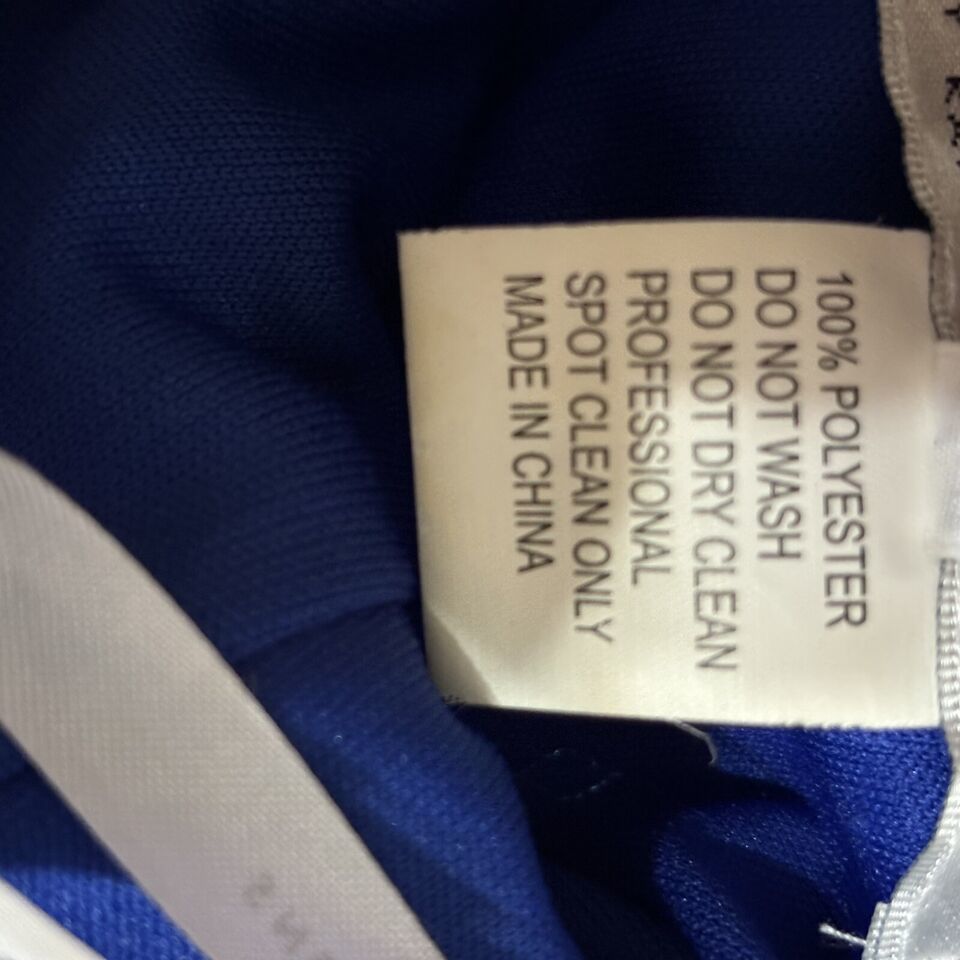 100% POLYESTER
DO NOT WASH
DO NOT DRY CLEAN
PROFESSIONAL
SPOT CLEAN ONLY
MADE IN CHINA